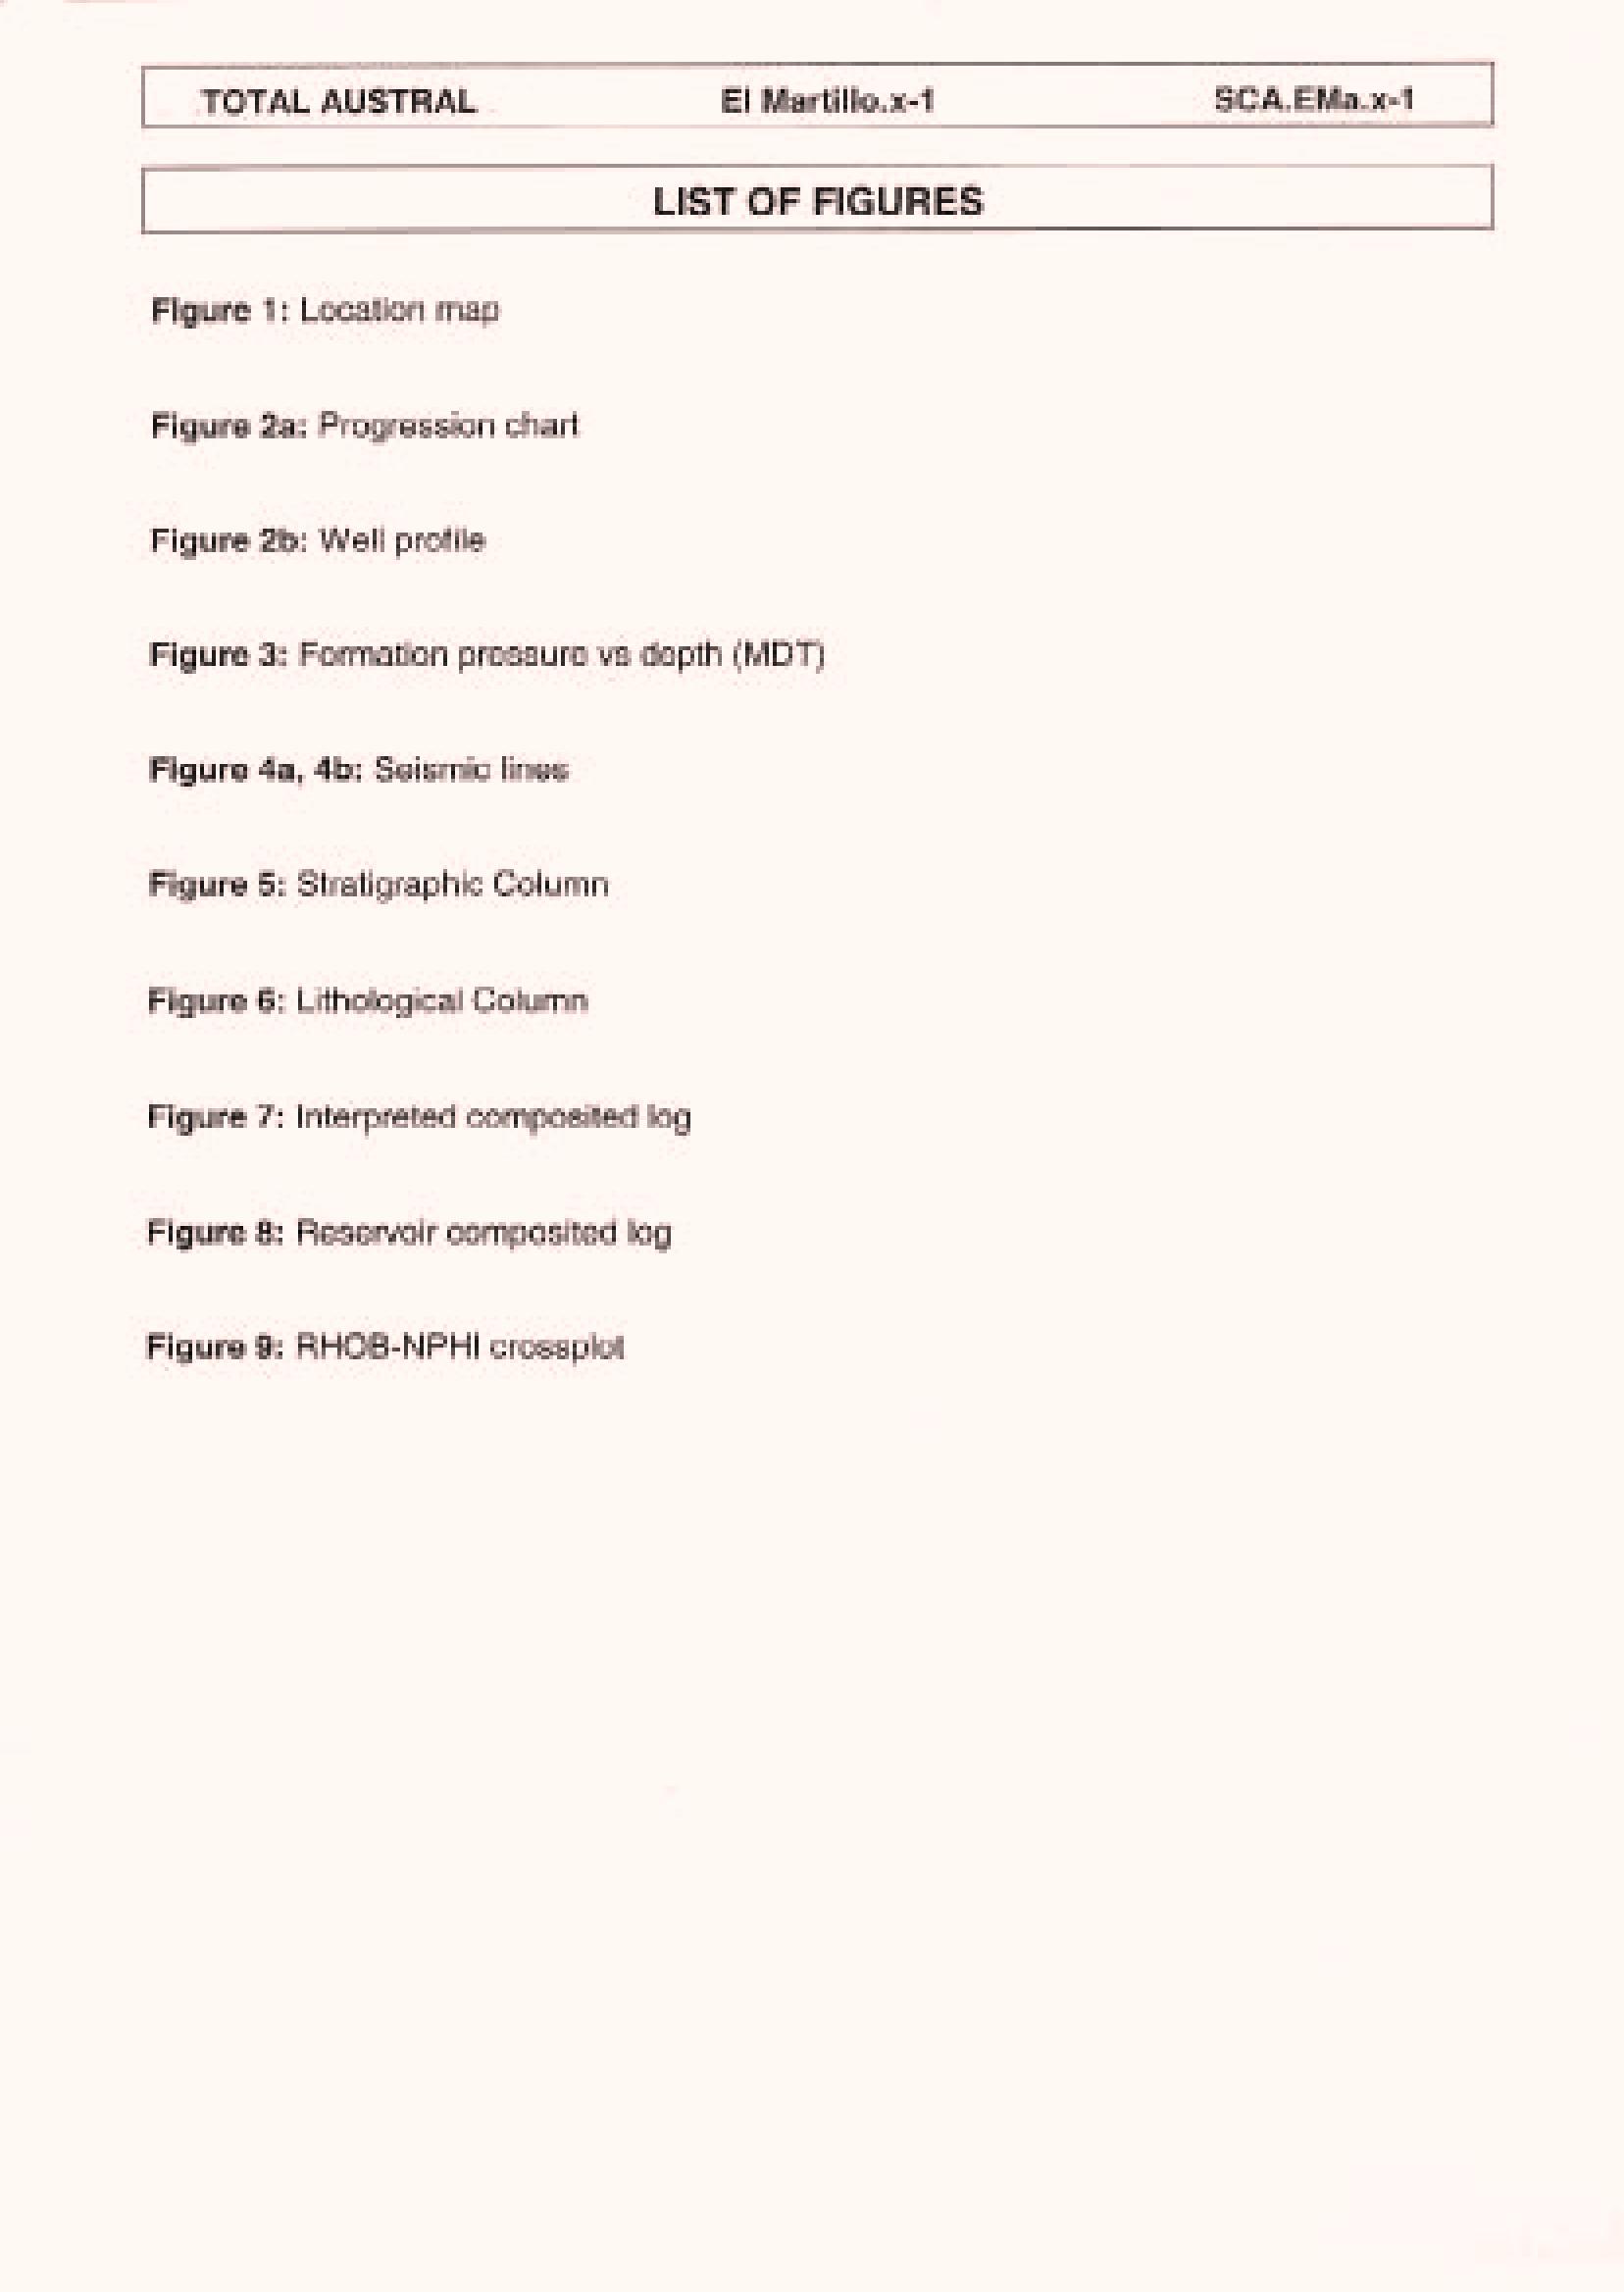 TOTAL AUSTRAL El Martillo.x-1 SCA.EMa.x-1
LIST OF FIGURES
Figure 1: Location map
Figure 2a: Progression chart
Figure 2b: Well profile
Figure 3: Formation pressure vs depth (MDT)
Figure 4a, 4b: Seismic lines
Figure 5: Stratigraphic Column
Figure 6: Lithological Column
Figure 7: Interpreted composited log
Figure 8: Reservoir composited log
Figure 9: RHOB-NPHI crossplot